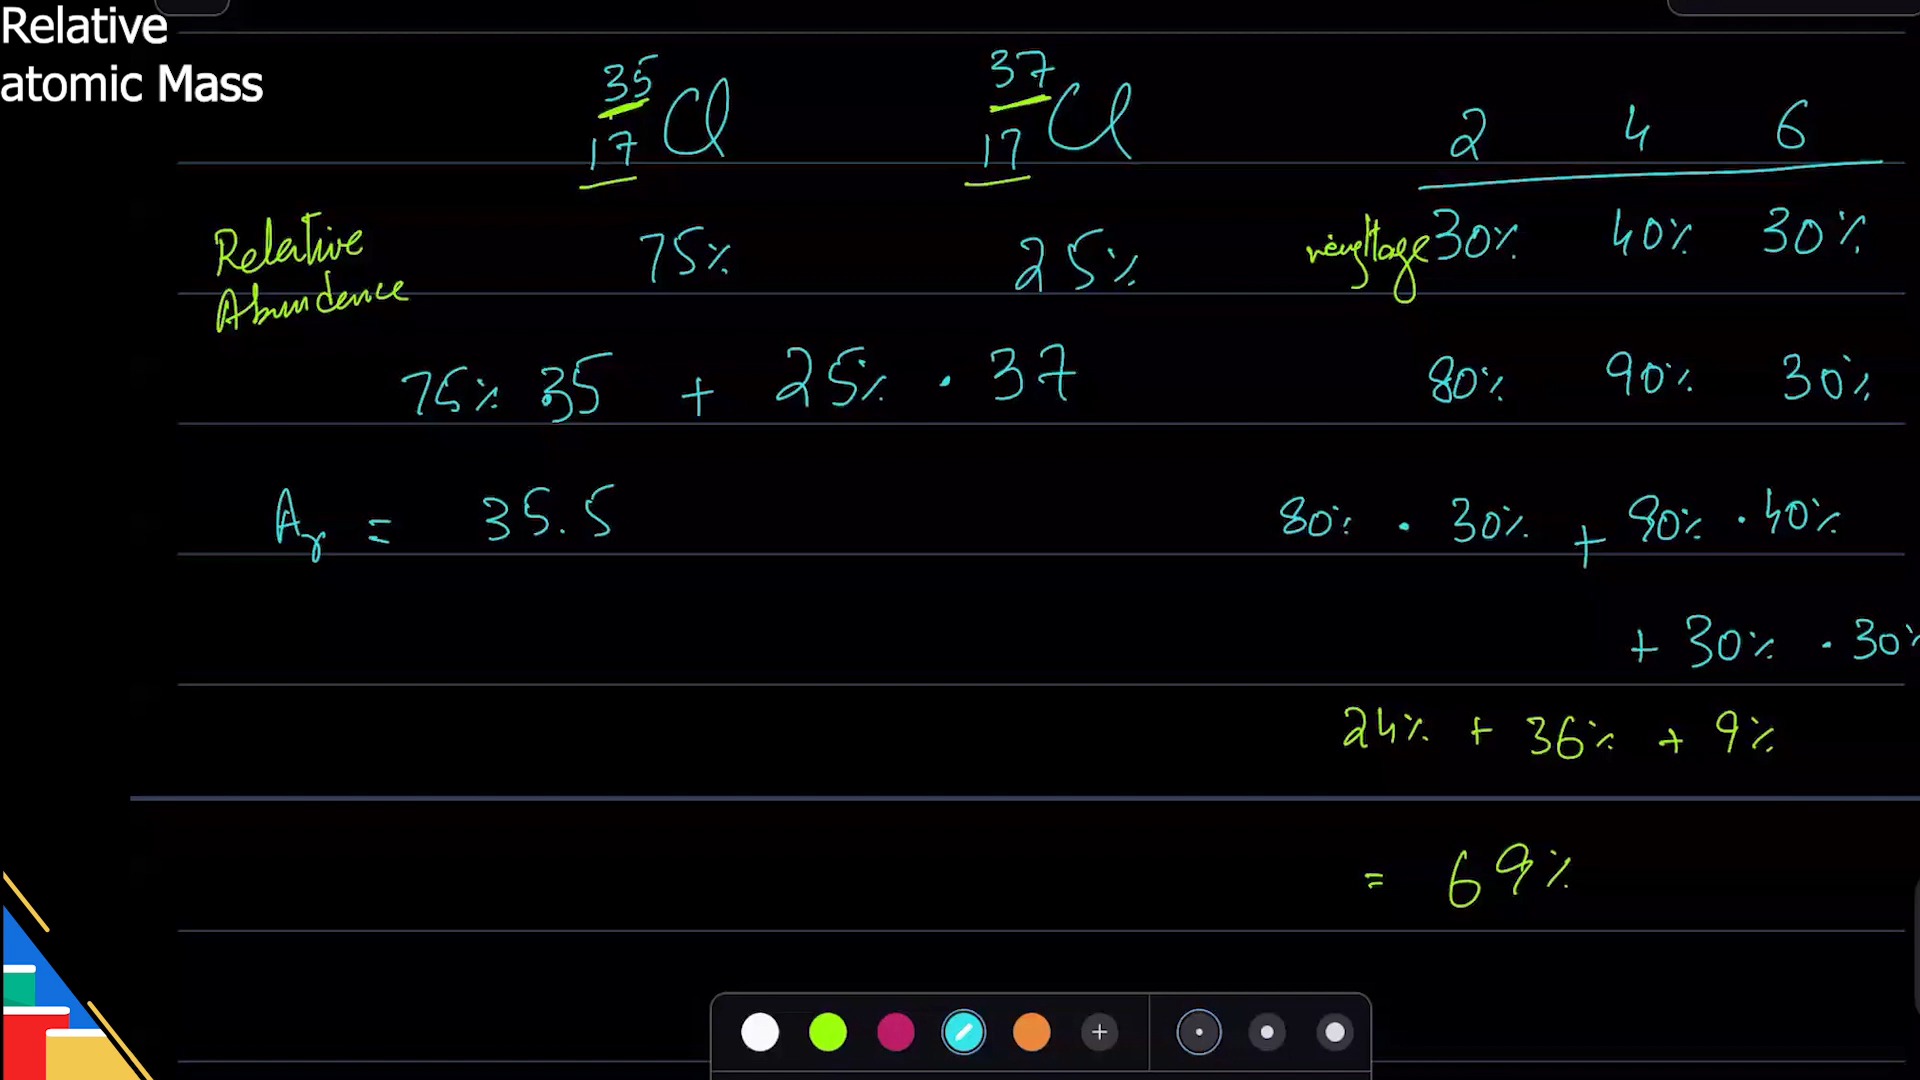 Relative
atomic Mass
35 37
Cl Cl 2 4 6
17 17
Relative 75% 25% weightage 30% 40% 30%
Abundence
75% 35 + 25% · 37 80% 90% 30%
Ar = 35.5 80% · 30% + 90% · 40%
+ 30% · 30%
24% + 36% + 9%
= 69%